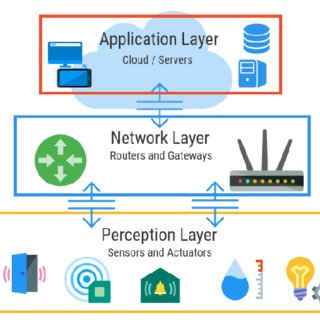 Application Layer
Cloud / Servers
Network Layer
Routers and Gateways
Perception Layer
Sensors and Actuators